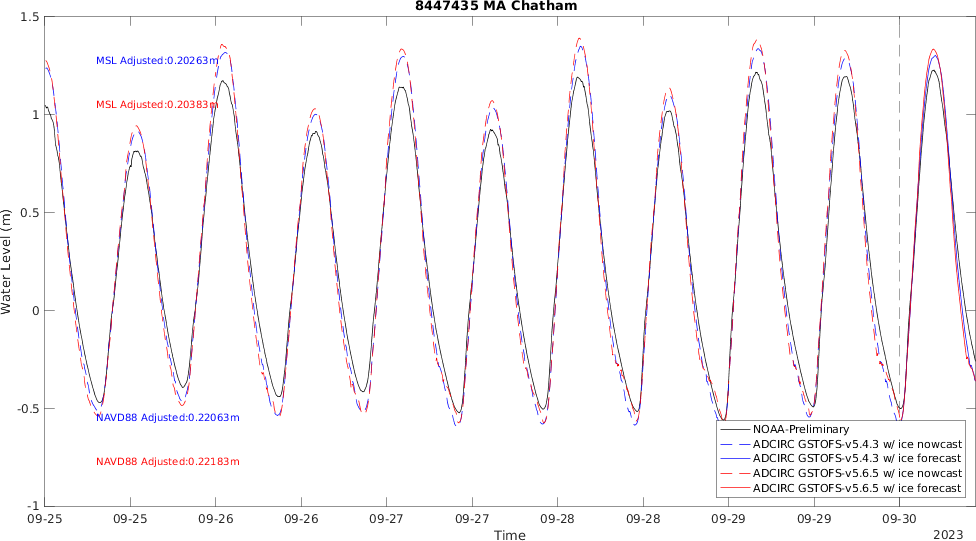 8447435 MA Chatham
1.5
1
0.5
0
-0.5
-1
Water Level (m)
MSL Adjusted:0.20263m
MSL Adjusted:0.20383m
NAVD88 Adjusted:0.22063m
NAVD88 Adjusted:0.22183m
NOAA-Preliminary
ADCIRC GSTOFS-v5.4.3 w/ ice nowcast
ADCIRC GSTOFS-v5.4.3 w/ ice forecast
ADCIRC GSTOFS-v5.6.5 w/ ice nowcast
ADCIRC GSTOFS-v5.6.5 w/ ice forecast
09-25 09-25 09-26 09-26 09-27 09-27 09-28 09-28 09-29 09-29 09-30
Time
2023